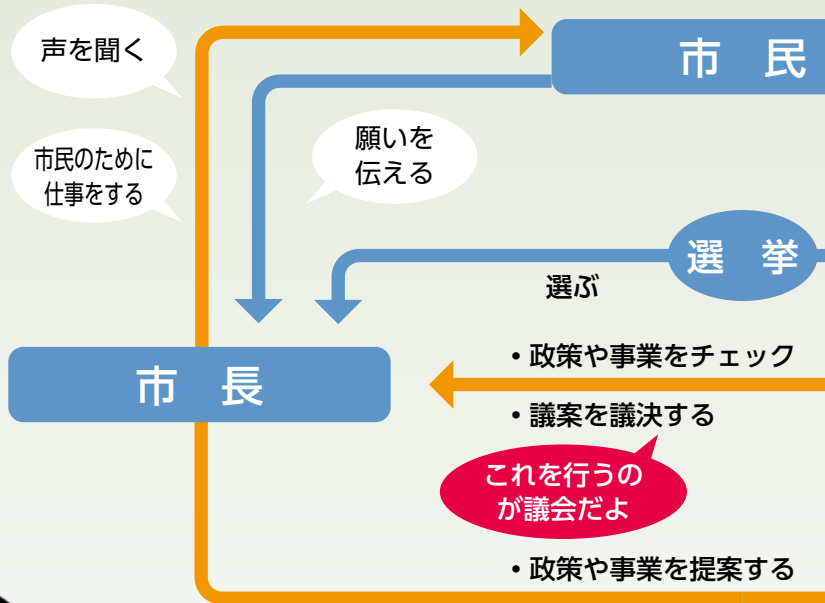 声を聞く
市　民
市民のために
仕事をする
願いを
伝える
選　挙
選ぶ
市　長
・政策や事業をチェック
・議案を議決する
これを行うの
が議会だよ
・政策や事業を提案する